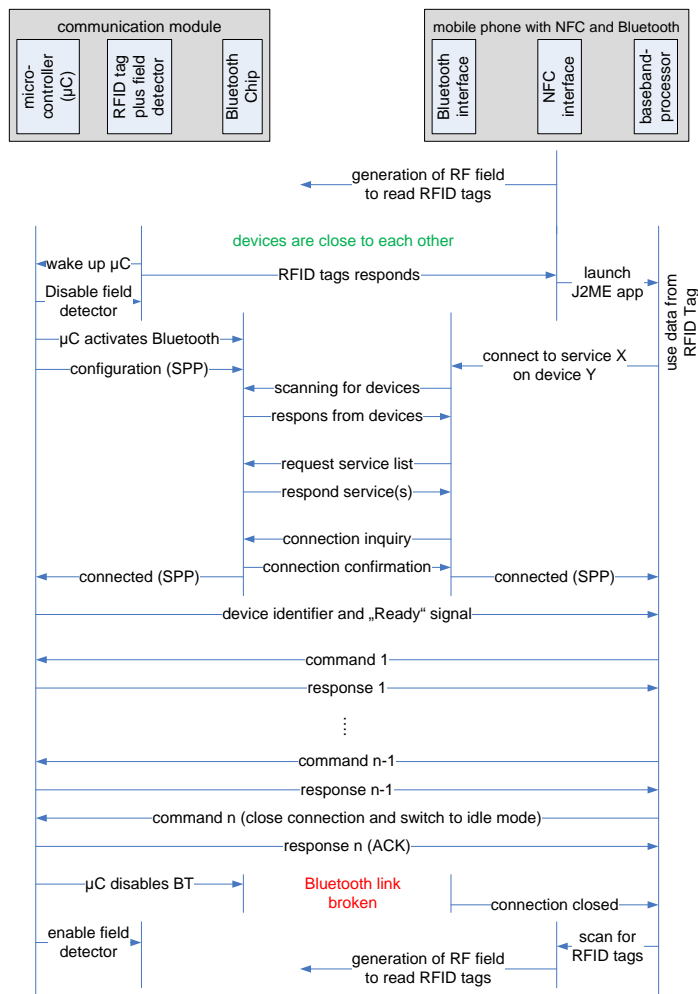 communication module
mobile phone with NFC and Bluetooth
micro-
controller
(µC)
RFID tag
plus field
detector
Bluetooth
Chip
Bluetooth
interface
NFC
interface
baseband-
processor
generation of RF field
to read RFID tags
devices are close to each other
wake up µC
RFID tags responds
launch
J2ME app
Disable field
detector
use data from
RFID Tag
µC activates Bluetooth
connect to service X
on device Y
configuration (SPP)
scanning for devices
respons from devices
request service list
respond service(s)
connection inquiry
connection confirmation
connected (SPP)
connected (SPP)
device identifier and „Ready“ signal
command 1
response 1
command n-1
response n-1
command n (close connection and switch to idle mode)
response n (ACK)
µC disables BT
Bluetooth link
broken
connection closed
enable field
detector
scan for
RFID tags
generation of RF field
to read RFID tags